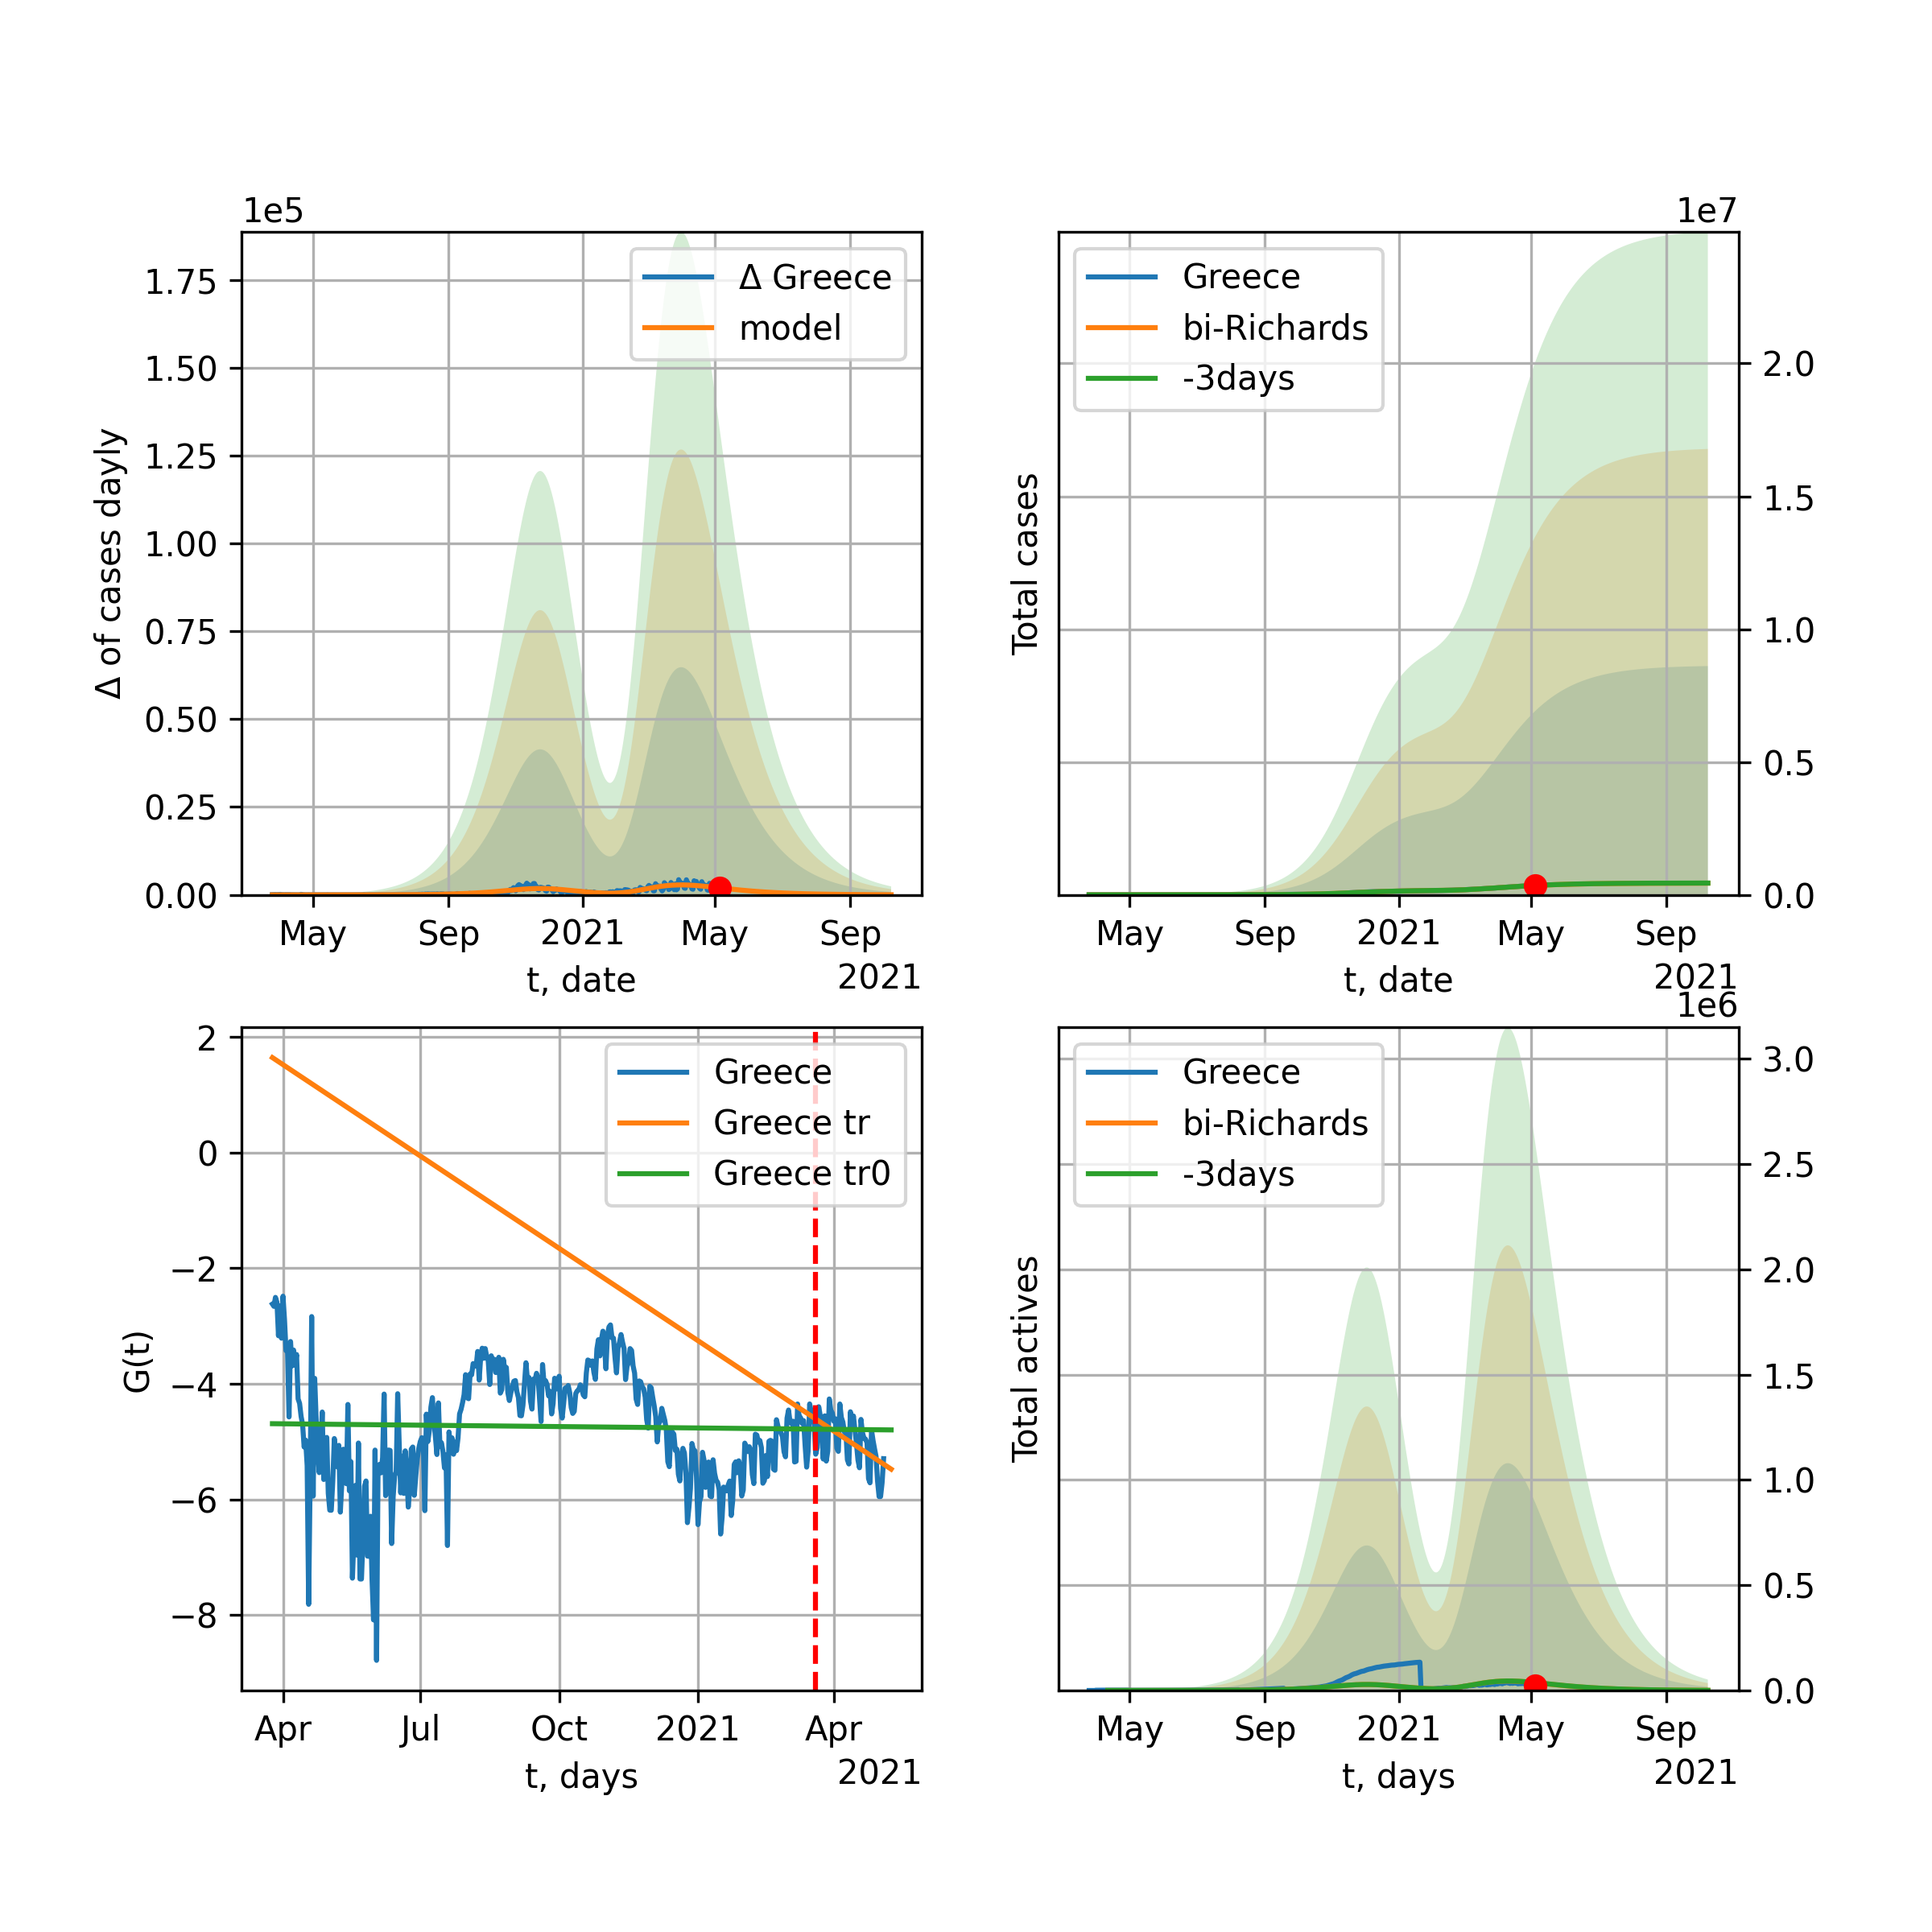 1e5
Δ of cases dayly
1.75
1.50
1.25
1.00
0.75
0.50
0.25
0.00
Δ Greece
model
May Sep 2021 May Sep
t, date
2021
1e7
Total cases
Greece
bi-Richards
-3days
2.0
1.5
1.0
0.5
0.0
May Sep 2021 May Sep
t, date
2021
G(t)
2
0
−2
−4
−6
−8
Greece
Greece tr
Greece tr0
Apr Jul Oct 2021 Apr
t, days
2021
1e6
Total actives
Greece
bi-Richards
-3days
3.0
2.5
2.0
1.5
1.0
0.5
0.0
May Sep 2021 May Sep
t, days
2021